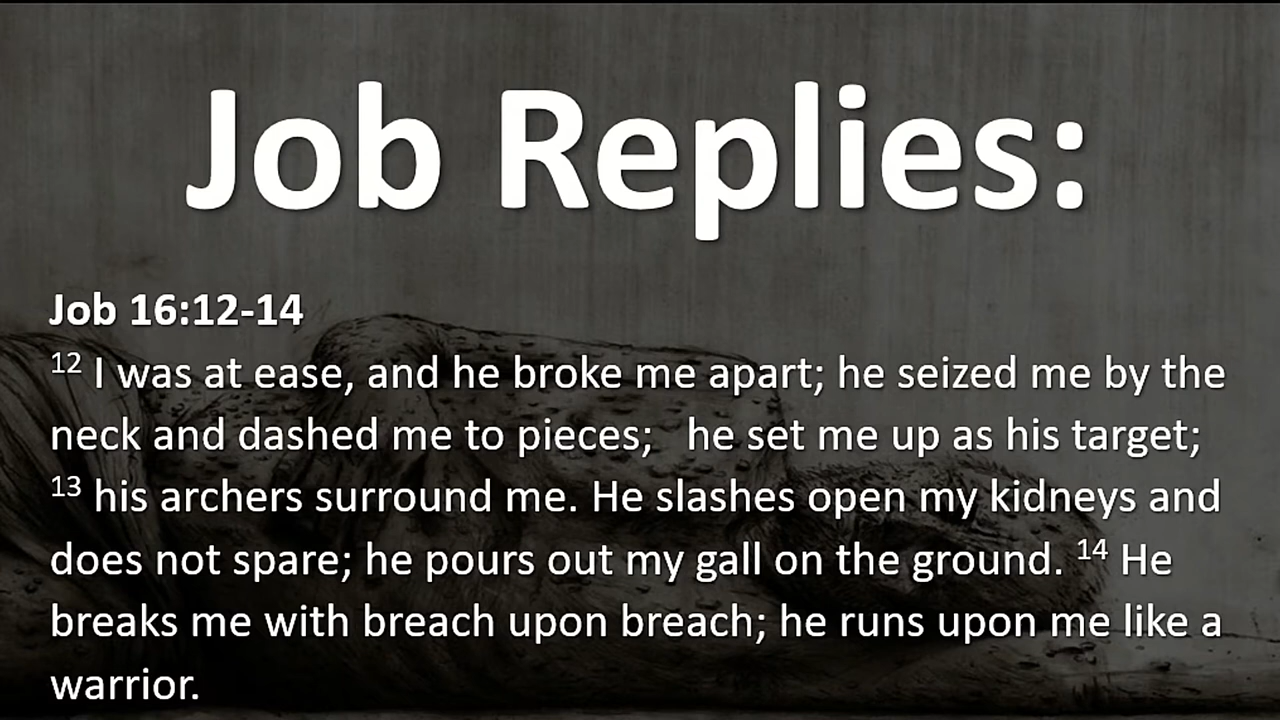 Job Replies:
Job 16:12-14
12 I was at ease, and he broke me apart; he seized me by the
neck and dashed me to pieces;   he set me up as his target;
13 his archers surround me. He slashes open my kidneys and
does not spare; he pours out my gall on the ground. 14 He
breaks me with breach upon breach; he runs upon me like a
warrior.